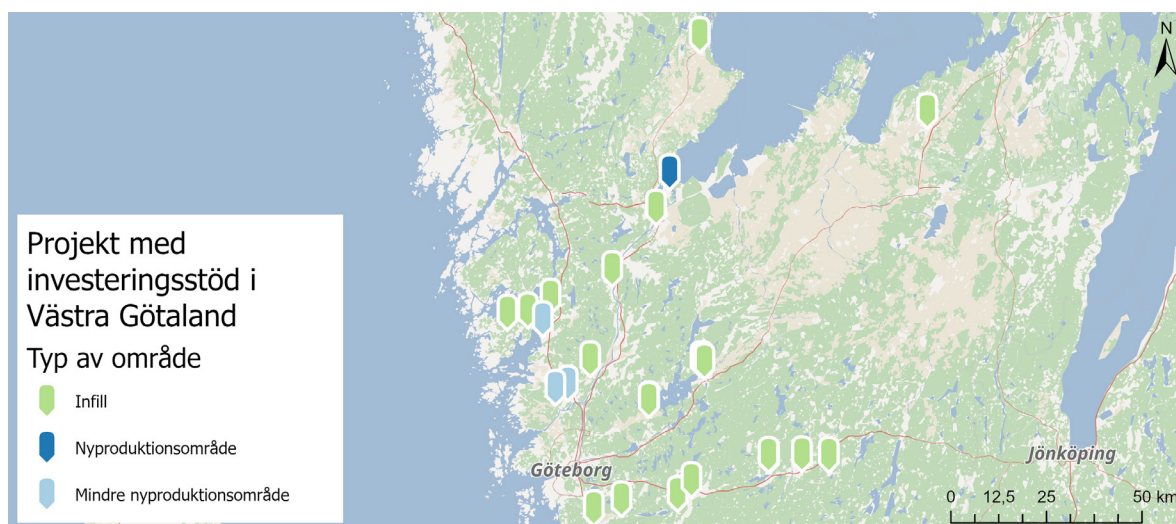 N
Projekt med
investeringsstöd i
Västra Götaland
Typ av område
Infill
Nyproduktionsområde
Mindre nyproduktionsområde
Göteborg
Jönköping
0 12,5 25 50 km